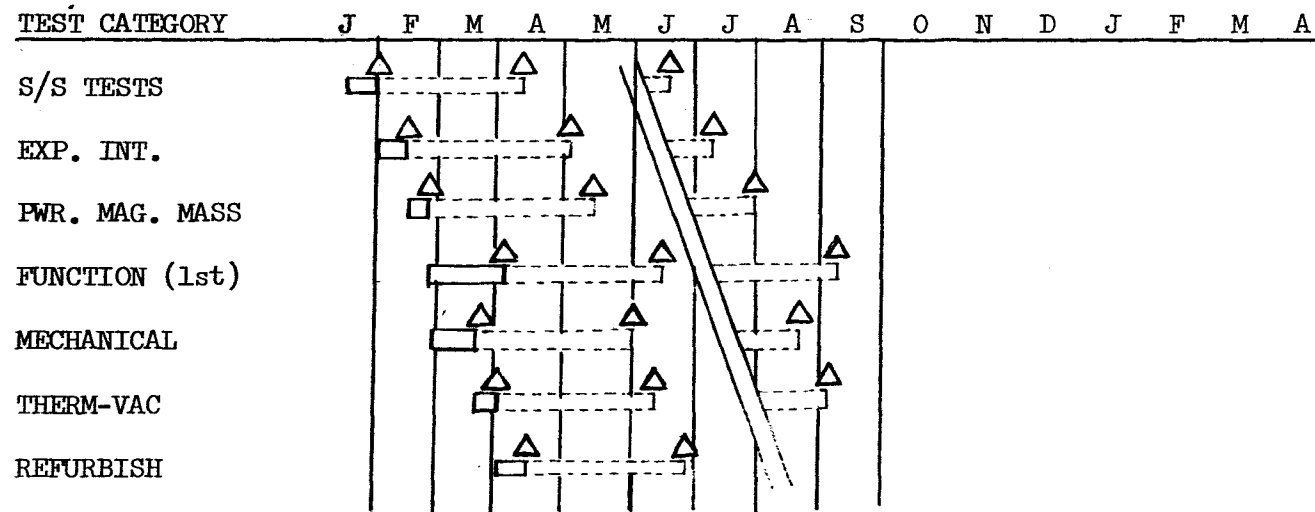 TEST CATEGORY J F M A M J J A S O N D J F M A
S/S TESTS
EXP. INT.
PWR. MAG. MASS
FUNCTION (1st)
MECHANICAL
THERM-VAC
REFURBISH